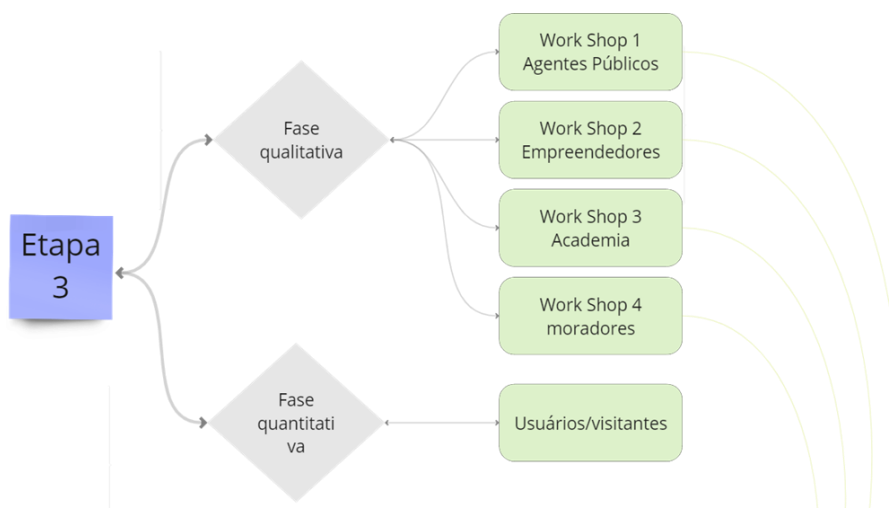 Etapa
3
Fase
qualitativa
Work Shop 1
Agentes Públicos
Work Shop 2
Empreendedores
Work Shop 3
Academia
Work Shop 4
moradores
Fase
quantitati
va
Usuários/visitantes